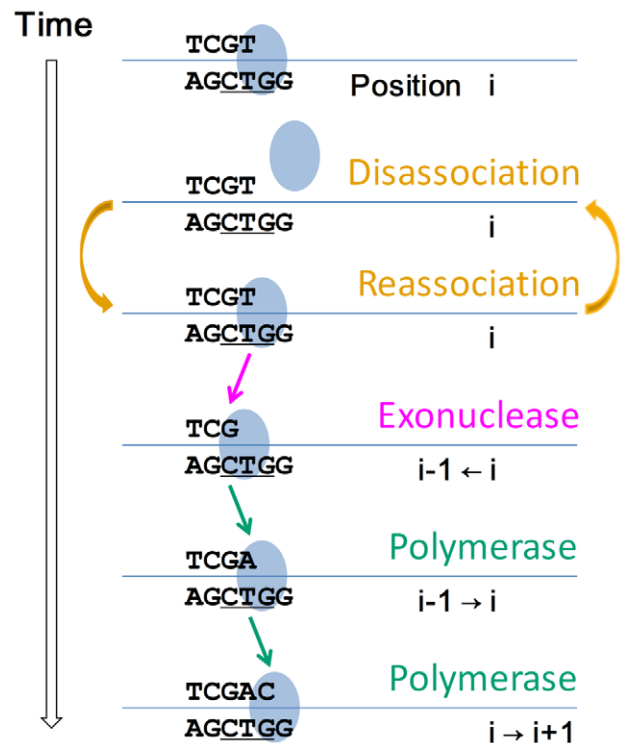 Time
TCGT
AGCTGG
Position i
Disassociation
TCGT
AGCTGG
i
Reassociation
TCGT
AGCTGG
i
Exonuclease
TCG
AGCTGG
i-1 ← i
Polymerase
TCGA
AGCTGG
i-1 → i
Polymerase
TCGAC
AGCTGG
i → i+1